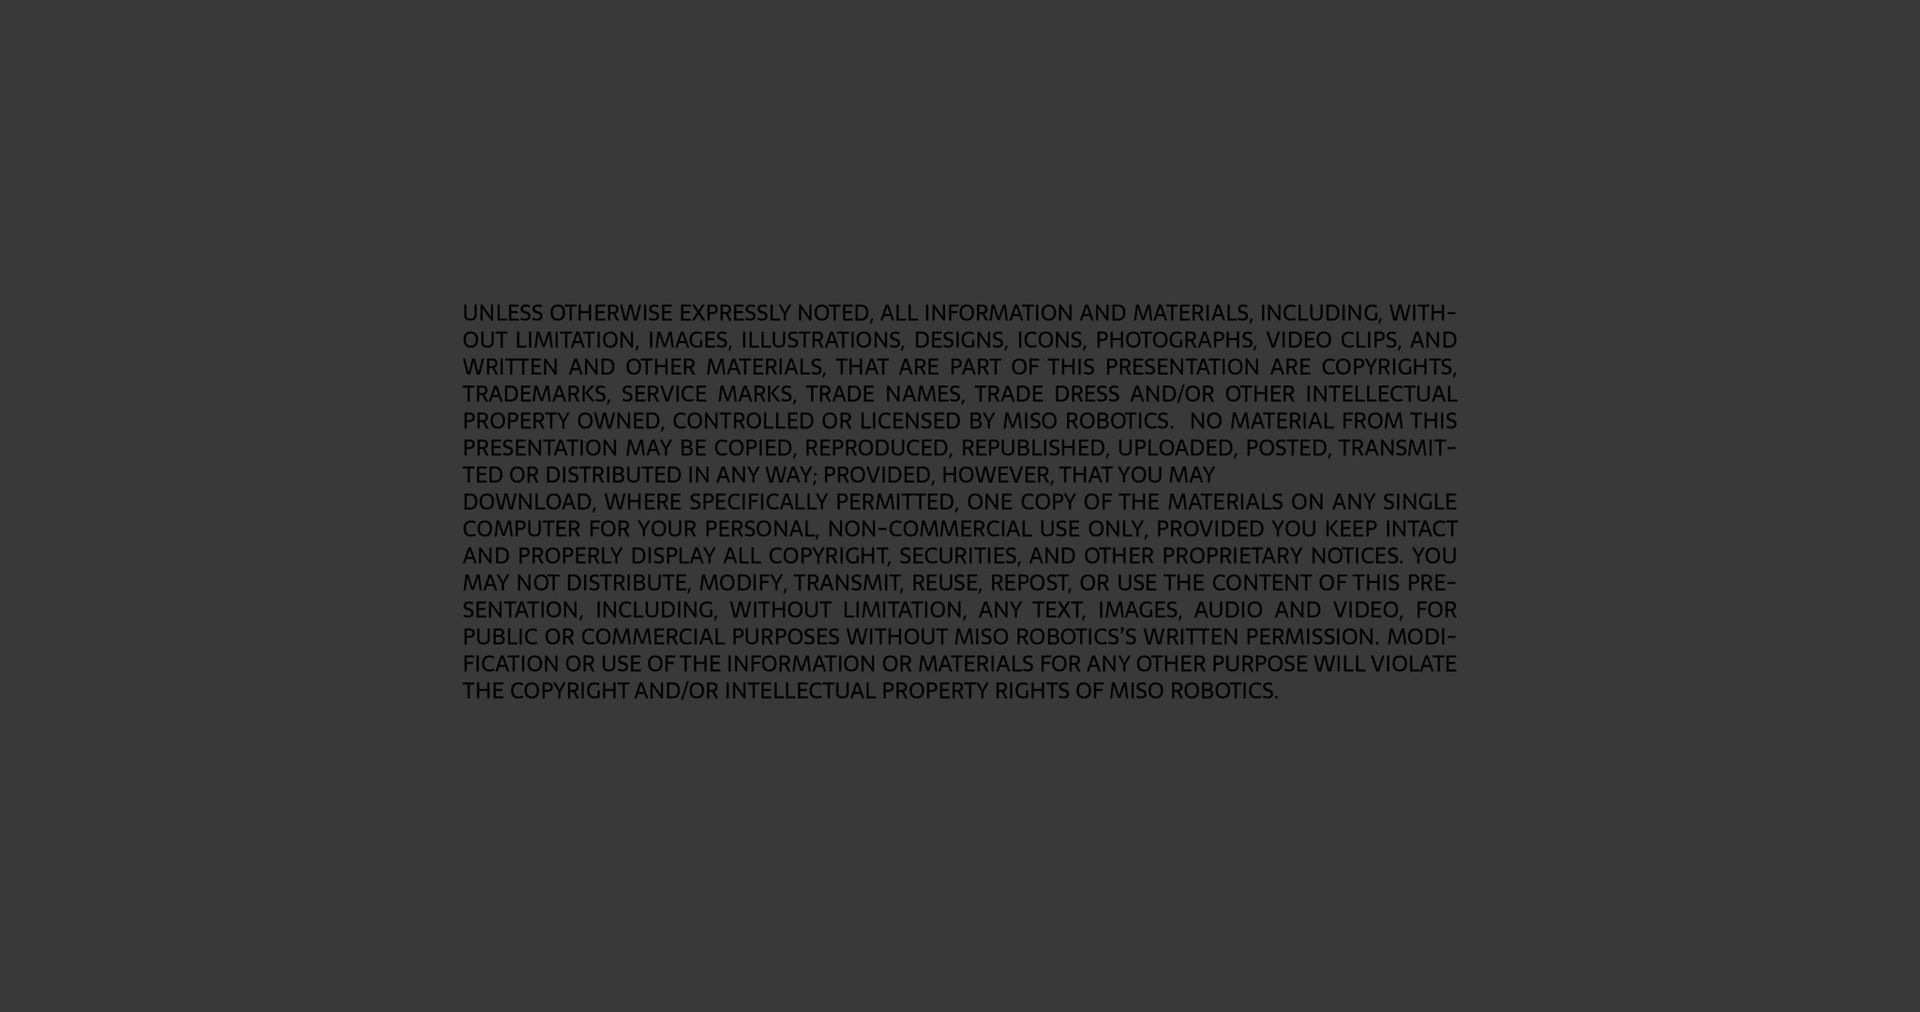 UNLESS OTHERWISE EXPRESSLY NOTED, ALL INFORMATION AND MATERIALS, INCLUDING, WITH-
OUT LIMITATION, IMAGES, ILLUSTRATIONS, DESIGNS, ICONS, PHOTOGRAPHS, VIDEO CLIPS, AND
WRITTEN AND OTHER MATERIALS, THAT ARE PART OF THIS PRESENTATION ARE COPYRIGHTS,
TRADEMARKS, SERVICE MARKS, TRADE NAMES, TRADE DRESS AND/OR OTHER INTELLECTUAL
PROPERTY OWNED, CONTROLLED OR LICENSED BY MISO ROBOTICS.  NO MATERIAL FROM THIS
PRESENTATION MAY BE COPIED, REPRODUCED, REPUBLISHED, UPLOADED, POSTED, TRANSMIT-
TED OR DISTRIBUTED IN ANY WAY; PROVIDED, HOWEVER, THAT YOU MAY
DOWNLOAD, WHERE SPECIFICALLY PERMITTED, ONE COPY OF THE MATERIALS ON ANY SINGLE
COMPUTER FOR YOUR PERSONAL, NON-COMMERCIAL USE ONLY, PROVIDED YOU KEEP INTACT
AND PROPERLY DISPLAY ALL COPYRIGHT, SECURITIES, AND OTHER PROPRIETARY NOTICES. YOU
MAY NOT DISTRIBUTE, MODIFY, TRANSMIT, REUSE, REPOST, OR USE THE CONTENT OF THIS PRE-
SENTATION, INCLUDING, WITHOUT LIMITATION, ANY TEXT, IMAGES, AUDIO AND VIDEO, FOR
PUBLIC OR COMMERCIAL PURPOSES WITHOUT MISO ROBOTICS'S WRITTEN PERMISSION. MODI-
FICATION OR USE OF THE INFORMATION OR MATERIALS FOR ANY OTHER PURPOSE WILL VIOLATE
THE COPYRIGHT AND/OR INTELLECTUAL PROPERTY RIGHTS OF MISO ROBOTICS.